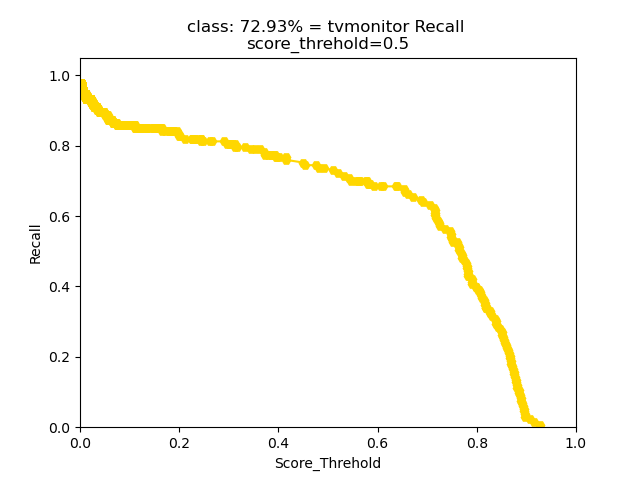 class: 72.93% = tvmonitor Recall
score_threhold=0.5
1.0
0.8
0.6
0.4
0.2
0.0
Recall
0.0 0.2 0.4 0.6 0.8 1.0
Score_Threhold